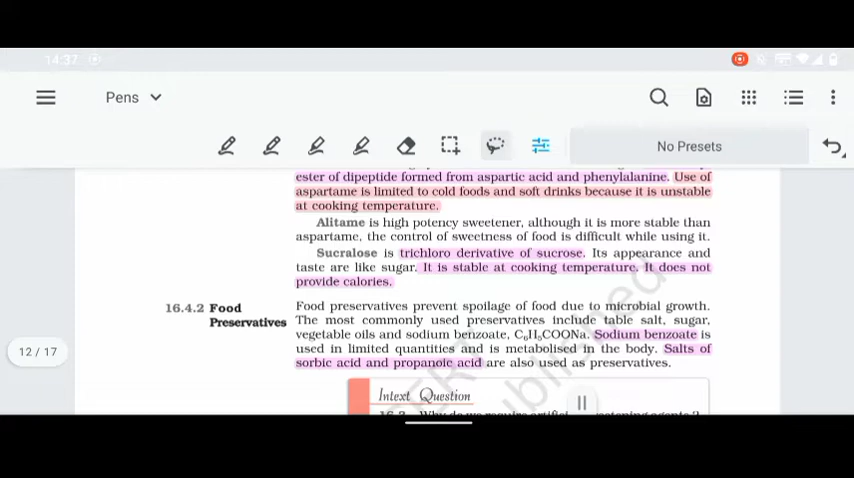 14:37
Pens
No Presets
ester of dipeptide formed from aspartic acid and phenylalanine. Use of
aspartame is limited to cold foods and soft drinks because it is unstable
at cooking temperature.
Alitame is high potency sweetener, although it is more stable than
aspartame, the control of sweetness of food is difficult while using it.
Sucralose is trichloro derivative of sucrose. Its appearance and
taste are like sugar. It is stable at cooking temperature. It does not
provide calories.
16.4.2 Food
Preservatives
Food preservatives prevent spoilage of food due to microbial growth.
The most commonly used preservatives include table salt, sugar,
vegetable oils and sodium benzoate, C₆H₅COONa. Sodium benzoate is
used in limited quantities and is metabolised in the body. Salts of
sorbic acid and propanoic acid are also used as preservatives.
12 / 17
Intext Question